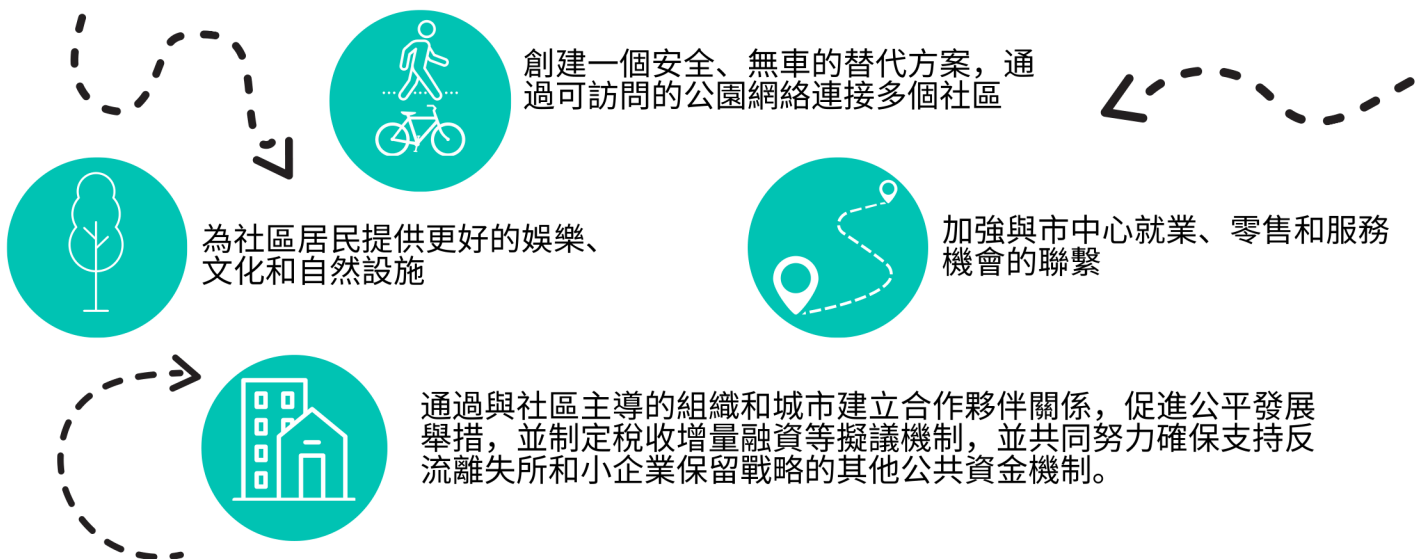 創建一個安全、無車的替代方案，通
過可訪問的公園網絡連接多個社區
為社區居民提供更好的娛樂、
文化和自然設施
加強與市中心就業、零售和服務
機會的聯繫
通過與社區主導的組織和城市建立合作夥伴關係，促進公平發展
舉措，並制定稅收增量融資等擬議機制，並共同努力確保支持反
流離失所和小企業保留戰略的其他公共資金機制。